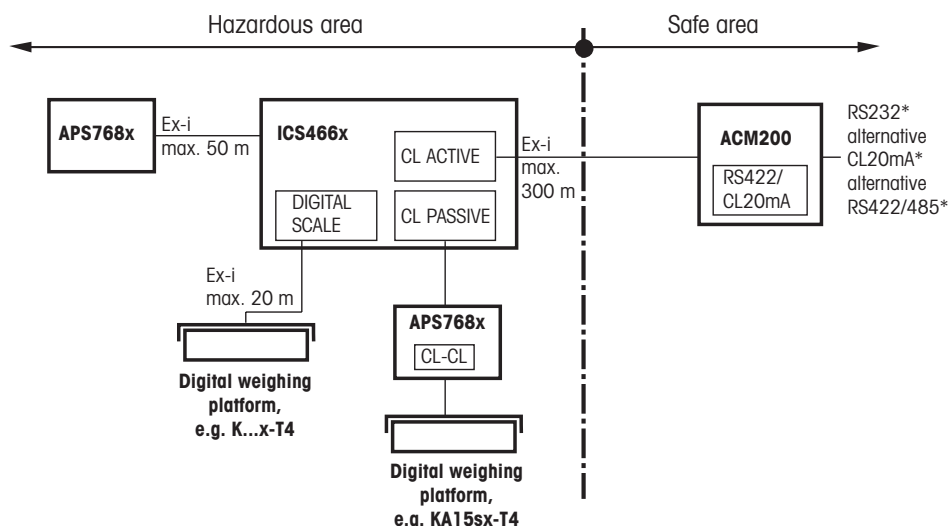 Hazardous area
Safe area
APS768x
Ex-i
max. 50 m
ICS466x
CL ACTIVE
DIGITAL
SCALE
CL PASSIVE
Ex-i
max.
300 m
ACM200
RS422/
CL20mA
RS232*
alternative
CL20mA*
alternative
RS422/485*
Ex-i
max. 20 m
Digital weighing
platform,
e.g. K...x-T4
APS768x
CL-CL
Digital weighing
platform,
e.g. KA15sx-T4